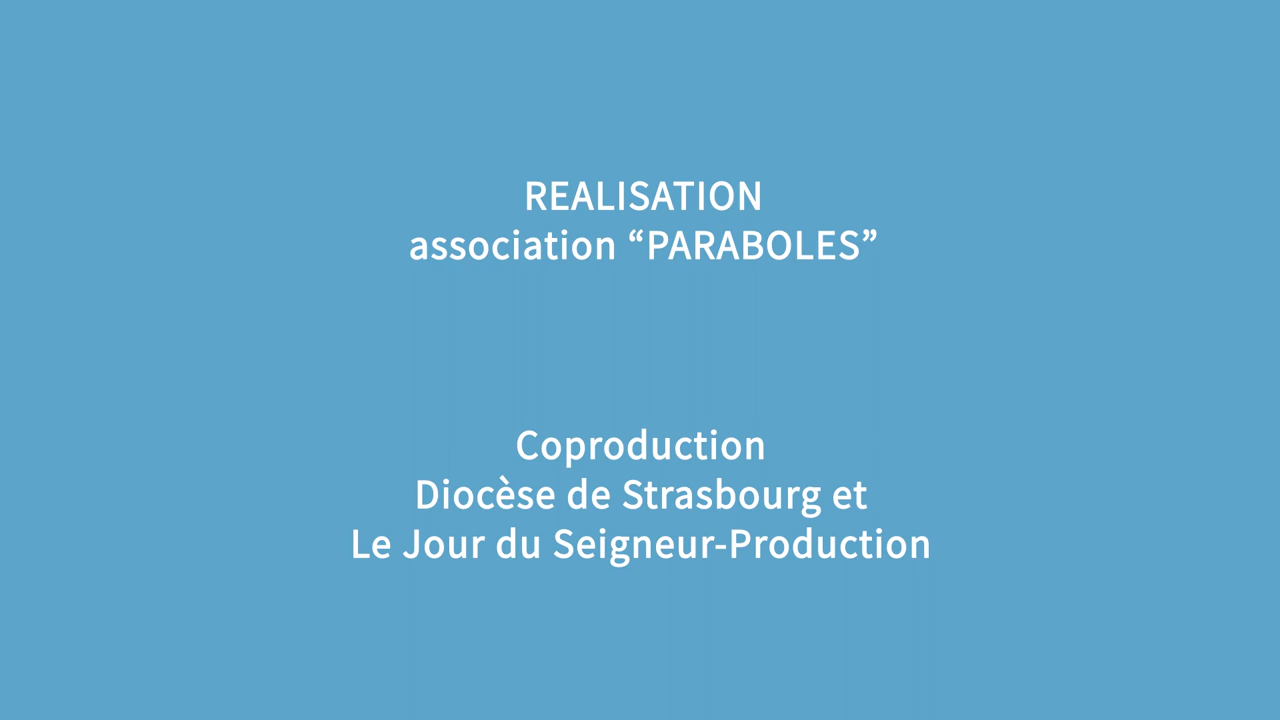 REALISATION
association “PARABOLES”
Coproduction
Diocèse de Strasbourg et
Le Jour du Seigneur-Production